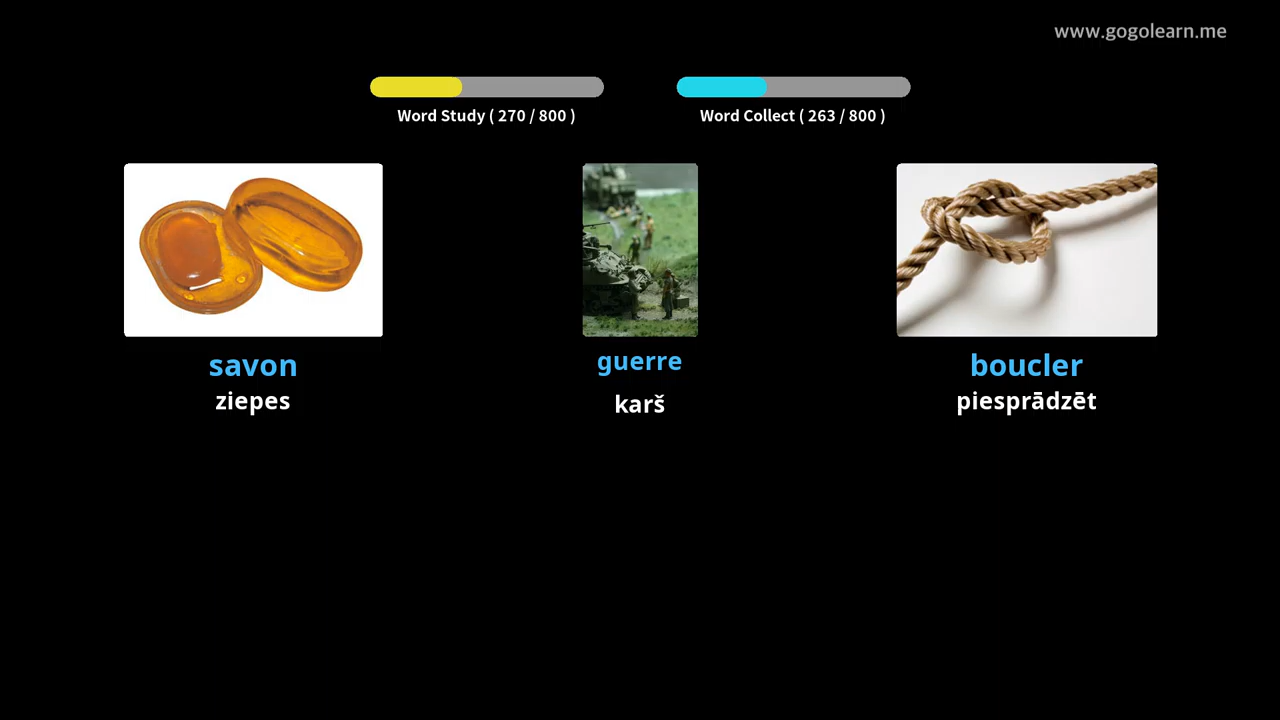 www.gogolearn.me
Word Study ( 270 / 800 )
Word Collect ( 263 / 800 )
savon
ziepes
guerre
karš
boucler
piesprādzēt